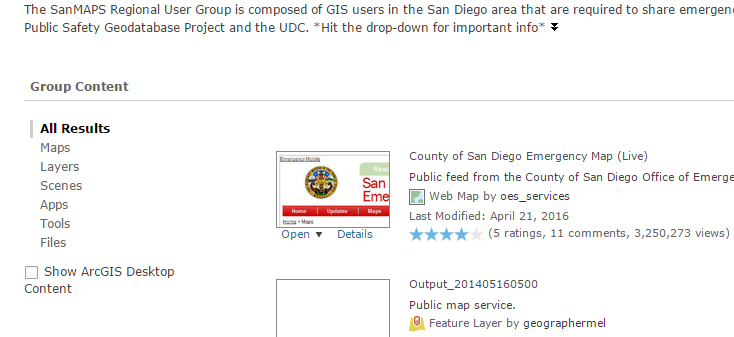 The SanMAPS Regional User Group is composed of GIS users in the San Diego area that are required to share
Public Safety Geodatabase Project and the UDC. *Hit the drop-down for important info*
Group Content
All Results
Maps
Layers
Scenes
Apps
Tools
Files
Show ArcGIS Desktop
Content
Emergency Mobile
San
Eme
Home Updates Maps
Home > Maps
Open Details
County of San Diego Emergency Map (Live)
Public feed from the County of San Diego Office of Emerge
Web Map by oes_services
Last Modified: April 21, 2016
(5 ratings, 11 comments, 3,250,273 views)
Output_201405160500
Public map service.
Feature Layer by geographermel